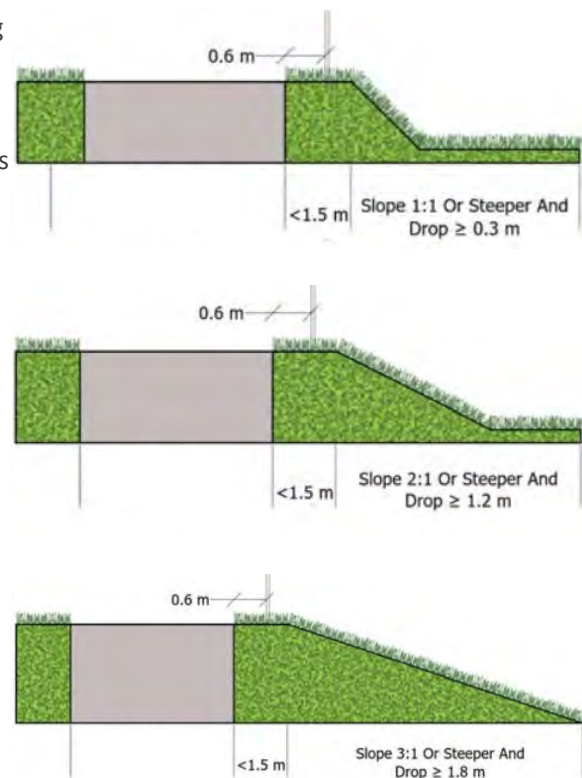 g
0.6 m
s
<1.5 m
Slope 1:1 Or Steeper And
Drop ≥ 0.3 m
0.6 m
<1.5 m
Slope 2:1 Or Steeper And
Drop ≥ 1.2 m
0.6 m
<1.5 m
Slope 3:1 Or Steeper And
Drop ≥ 1.8 m